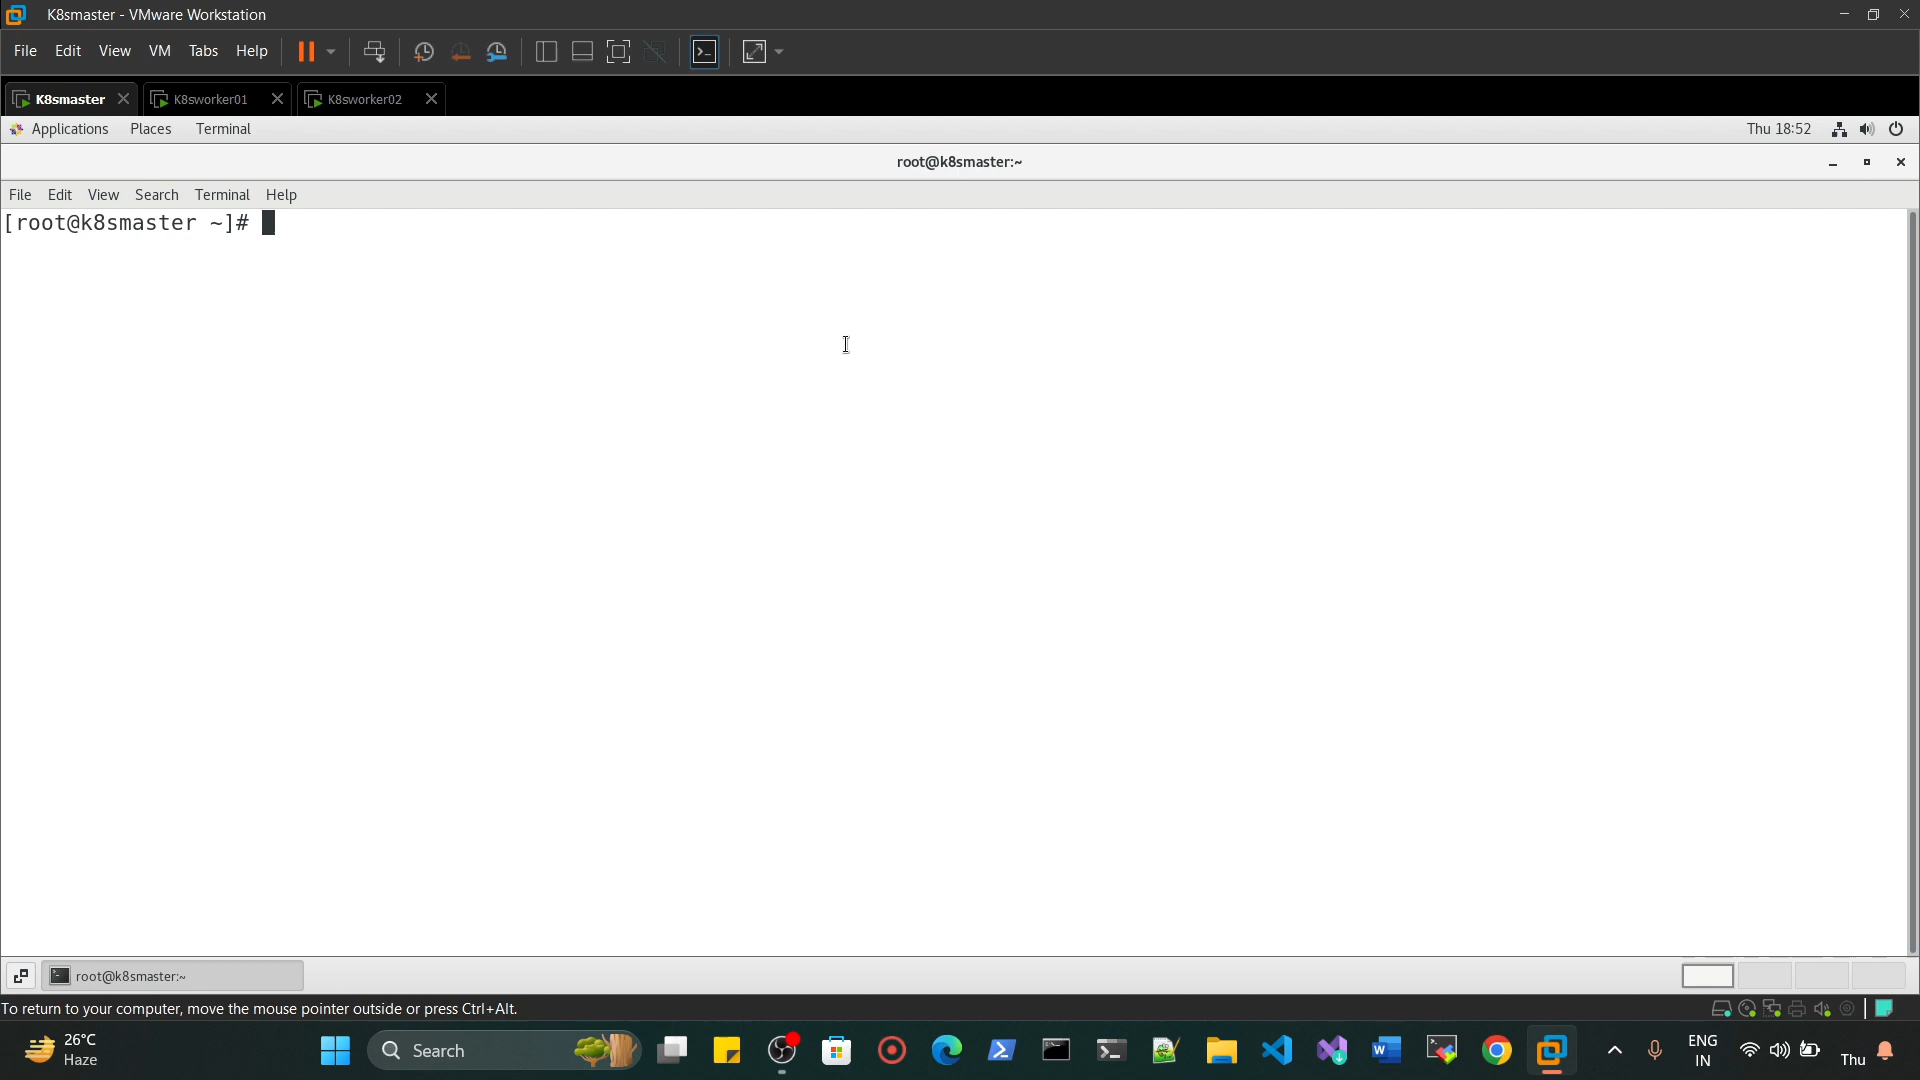 K8smaster - VMware Workstation
File Edit View VM Tabs Help
K8smaster K8sworker01 K8sworker02
Applications Places Terminal Thu 18:52
root@k8smaster:~
File Edit View Search Terminal Help
[root@k8smaster ~]#
root@k8smaster:~
To return to your computer, move the mouse pointer outside or press Ctrl+Alt.
26°C
Haze
Search
ENG
IN
Thu